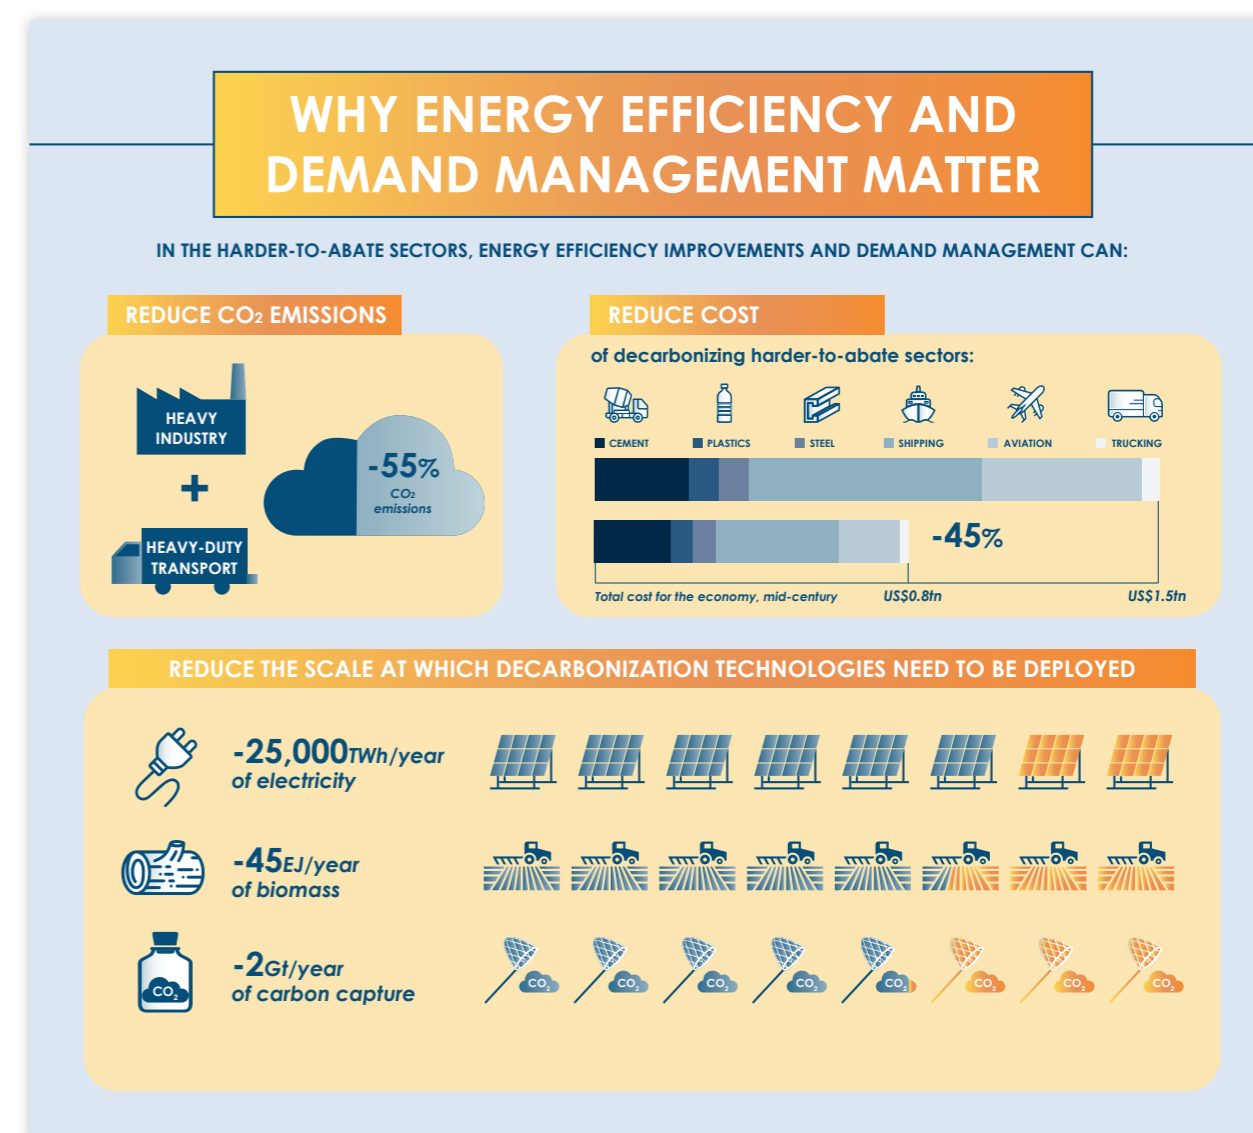 WHY ENERGY EFFICIENCY AND
DEMAND MANAGEMENT MATTER
IN THE HARDER-TO-ABATE SECTORS, ENERGY EFFICIENCY IMPROVEMENTS AND DEMAND MANAGEMENT CAN:
REDUCE CO₂ EMISSIONS
HEAVY
INDUSTRY
+
HEAVY-DUTY
TRANSPORT
-55%
CO₂
emissions
REDUCE COST
of decarbonizing harder-to-abate sectors:
CEMENT PLASTICS STEEL SHIPPING AVIATION TRUCKING
-45%
Total cost for the economy, mid-century US$0.8tn US$1.5tn
REDUCE THE SCALE AT WHICH DECARBONIZATION TECHNOLOGIES NEED TO BE DEPLOYED
-25,000TWh/year
of electricity
-45EJ/year
of biomass
CO₂
-2Gt/year
of carbon capture
CO₂ CO₂ CO₂ CO₂ CO₂ CO₂ CO₂ CO₂